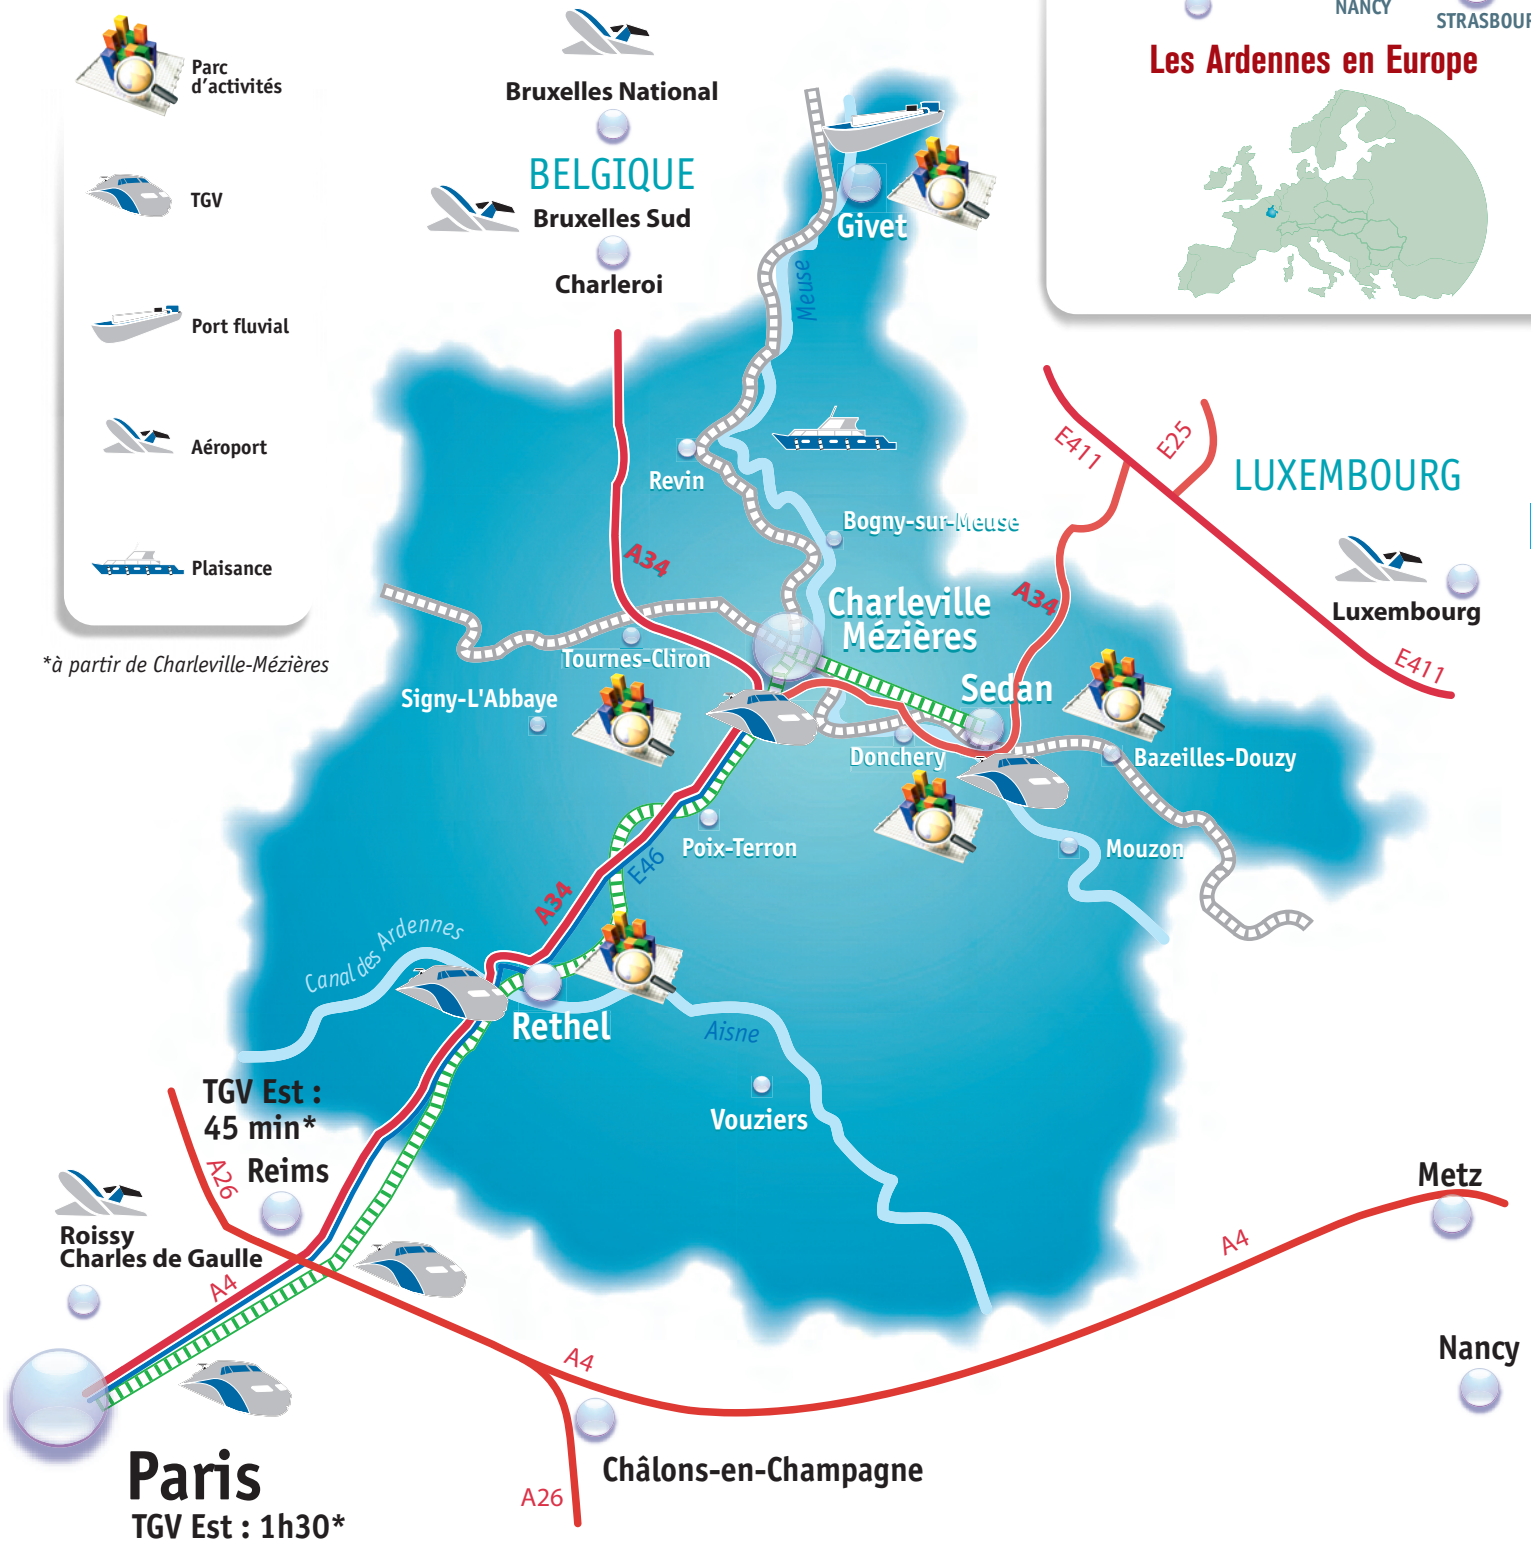 Parc
d'activités
TGV
Port fluvial
Aéroport
Plaisance
*à partir de Charleville-Mézières
Bruxelles National
BELGIQUE
Bruxelles Sud
Charleroi
NANCY
Les Ardennes en Europe
Givet
Meuse
Revin
Bogny-sur-Meuse
A34
Charleville
Mézières
Tournes-Cliron
Signy-L'Abbaye
Sedan
A34
E411
E25
LUXEMBOURG
Luxembourg
E411
Donchery
Bazeilles-Douzy
Mouzon
Poix-Terron
E46
A34
Canal des Ardennes
Rethel
Aisne
Vouziers
TGV Est :
45 min*
Reims
A26
Roissy
Charles de Gaulle
A4
Paris
TGV Est : 1h30*
A4
A26
Châlons-en-Champagne
A4
Metz
Nancy